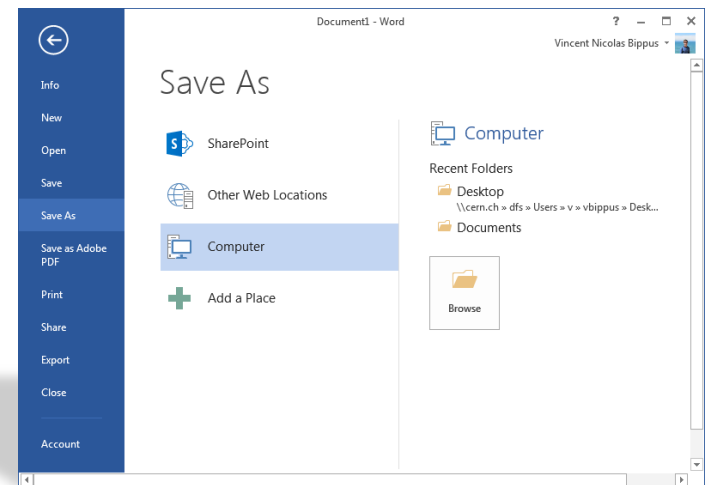 Document1 - Word
?
Vincent Nicolas Bippus
Info
New
Open
Save
Save As
Save as Adobe
PDF
Print
Share
Export
Close
Account
Save As
S
SharePoint
Other Web Locations
Computer
Add a Place
Computer
Recent Folders
Desktop
\\cern.ch » dfs » Users » v » vbippus » Desk...
Documents
Browse